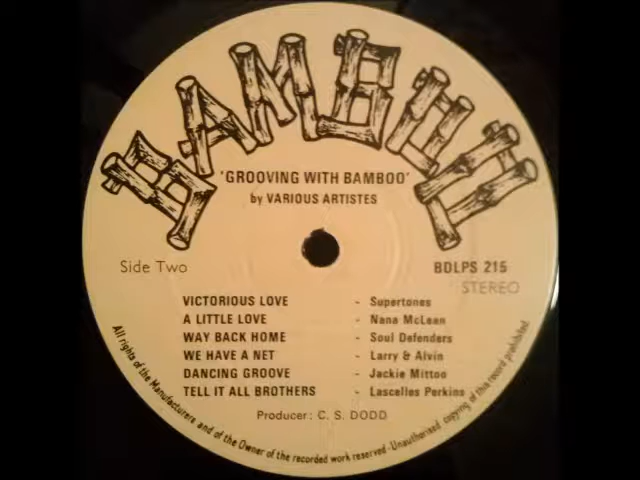 BAMBOO
'GROOVING WITH BAMBOO'
by VARIOUS ARTISTES
Side Two
BDLPS 215
STEREO
VICTORIOUS LOVE - Supertones
A LITTLE LOVE - Nana McLean
WAY BACK HOME - Soul Defenders
WE HAVE A NET - Larry & Alvin
DANCING GROOVE - Jackie Mittoo
TELL IT ALL BROTHERS - Lascelles Perkins
Producer: C. S. DODD
All rights of the Manufacturers and of the Owner of the recorded work reserved - Unauthorised copying of this record prohibited.